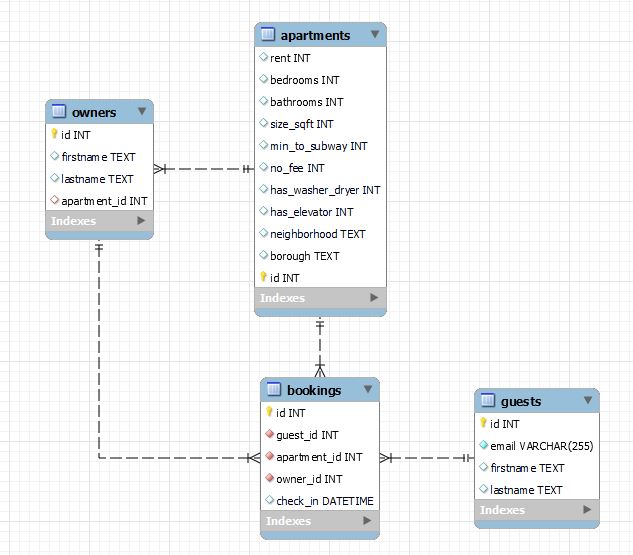 apartments
rent INT
bedrooms INT
bathrooms INT
size_sqft INT
min_to_subway INT
no_fee INT
has_washer_dryer INT
has_elevator INT
neighborhood TEXT
borough TEXT
id INT
Indexes
owners
id INT
firstname TEXT
lastname TEXT
apartment_id INT
Indexes
bookings
id INT
guest_id INT
apartment_id INT
owner_id INT
check_in DATETIME
Indexes
guests
id INT
email VARCHAR(255)
firstname TEXT
lastname TEXT
Indexes